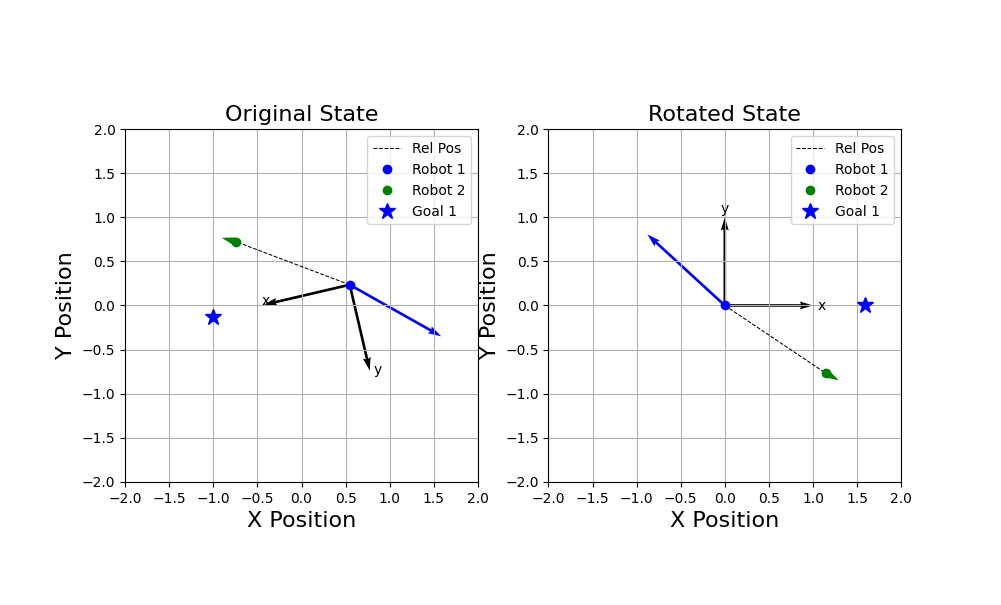 Original State
2.0
1.5
1.0
0.5
0.0
−0.5
−1.0
−1.5
−2.0
−2.0 −1.5 −1.0 −0.5 0.0 0.5 1.0 1.5 2.0
X Position
Y Position
Rel Pos
Robot 1
Robot 2
Goal 1
x
y
Rotated State
2.0
1.5
1.0
0.5
0.0
−0.5
−1.0
−1.5
−2.0
−2.0 −1.5 −1.0 −0.5 0.0 0.5 1.0 1.5 2.0
X Position
Y Position
Rel Pos
Robot 1
Robot 2
Goal 1
y
x